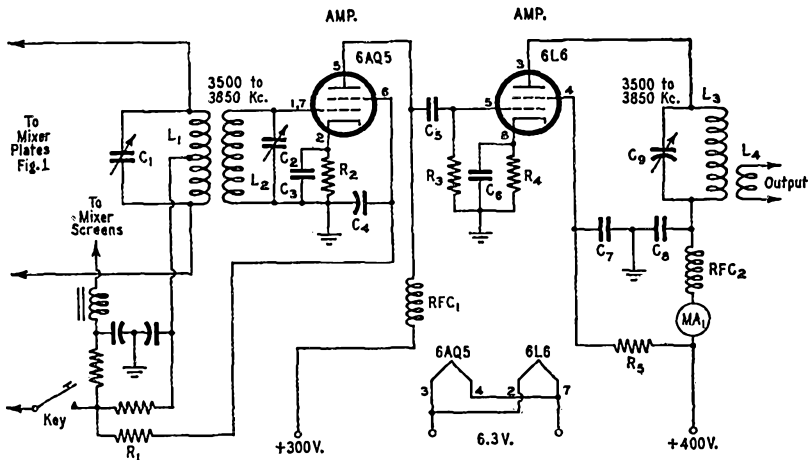 AMP.
AMP.
6AQ5
6L6
5
3
3500 to
3850 Kc.
3500 to
3850 Kc.
1,7
6
5
4
2
8
L₃
L₄
To
Mixer
Plates
Fig.1
C₁
L₁
L₂
C₂
C₃
R₂
C₄
C₅
R₃
C₆
R₄
C₉
Output
To
Mixer
Screens
C₇
C₈
RFC₂
RFC₁
MA₁
6AQ5
6L6
R₅
3
4
2
7
Key
R₁
+300V.
6.3V.
+400V.